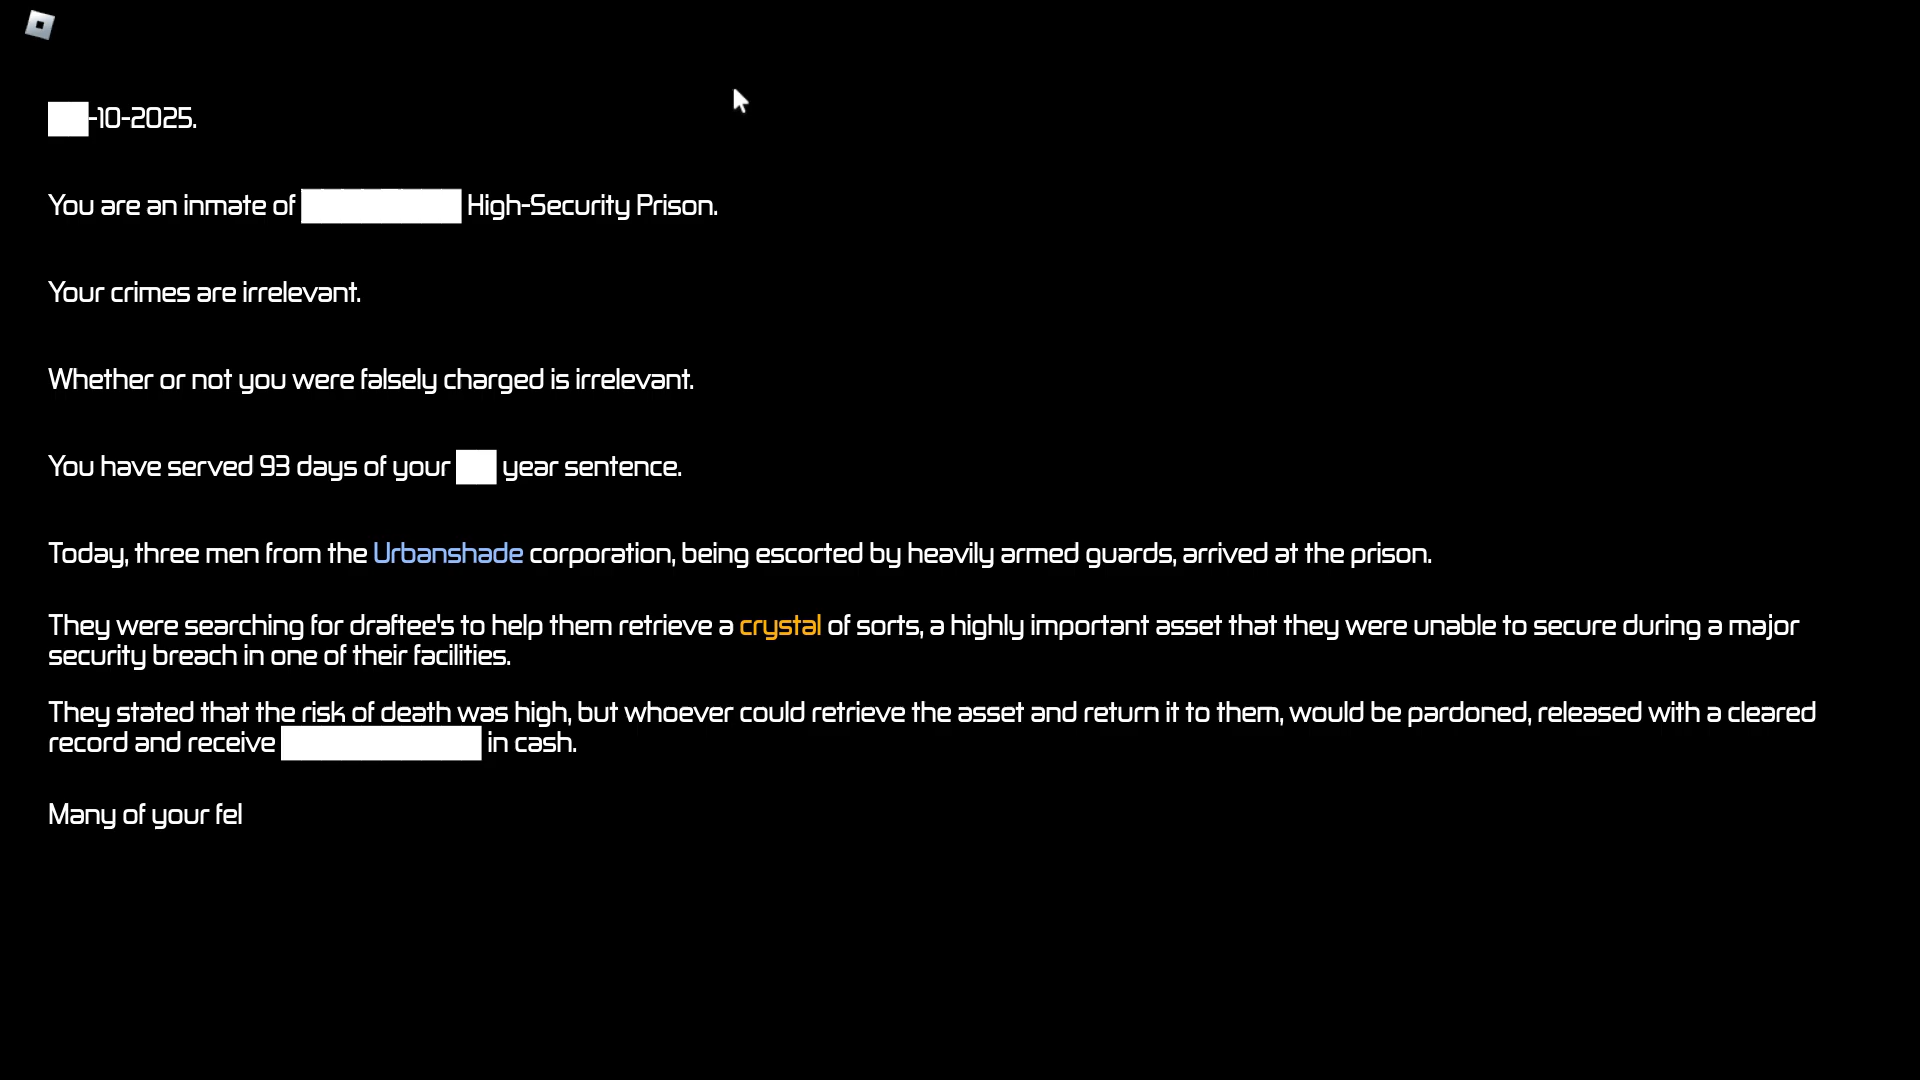 -10-2025.
You are an inmate of High-Security Prison.
Your crimes are irrelevant.
Whether or not you were falsely charged is irrelevant.
You have served 93 days of your year sentence.
Today, three men from the Urbanshade corporation, being escorted by heavily armed guards, arrived at the prison.
They were searching for draftee's to help them retrieve a crystal of sorts, a highly important asset that they were unable to secure during a major
security breach in one of their facilities.
They stated that the risk of death was high, but whoever could retrieve the asset and return it to them, would be pardoned, released with a cleared
record and receive in cash.
Many of your fel